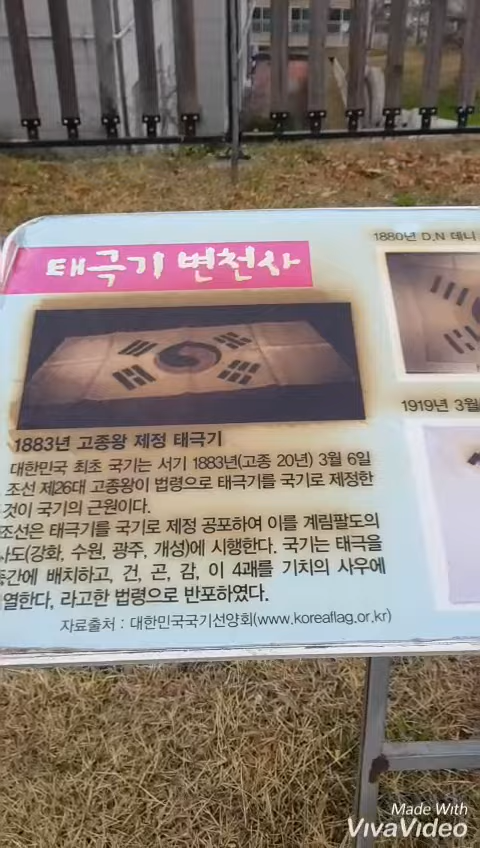 태극기 변천사
1880년 D.N 데니
1919년 3월
1883년 고종왕 제정 태극기
대한민국 최초 국기는 서기 1883년(고종 20년) 3월 6일
조선 제26대 고종왕이 법령으로 태극기를 국기로 제정한
것이 국기의 근원이다.
조선은 태극기를 국기로 제정 공포하여 이를 계림팔도의
사도(강화, 수원, 광주, 개성)에 시행한다. 국기는 태극을
중간에 배치하고, 건, 곤, 감, 이 4괘를 기치의 사우에
열한다, 라고한 법령으로 반포하였다.
자료출처 : 대한민국국기선양회(www.koreaflag.or.kr)
Made With
VivaVideo